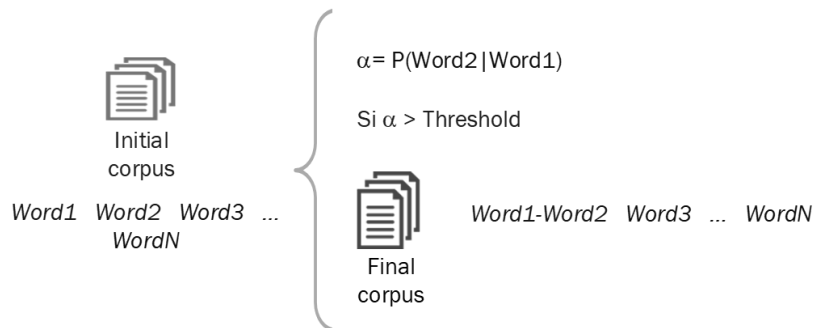 Initial
corpus
Word1 Word2 Word3 ...
WordN
α= P(Word2|Word1)
Si α > Threshold
Final
corpus
Word1-Word2 Word3 ... WordN